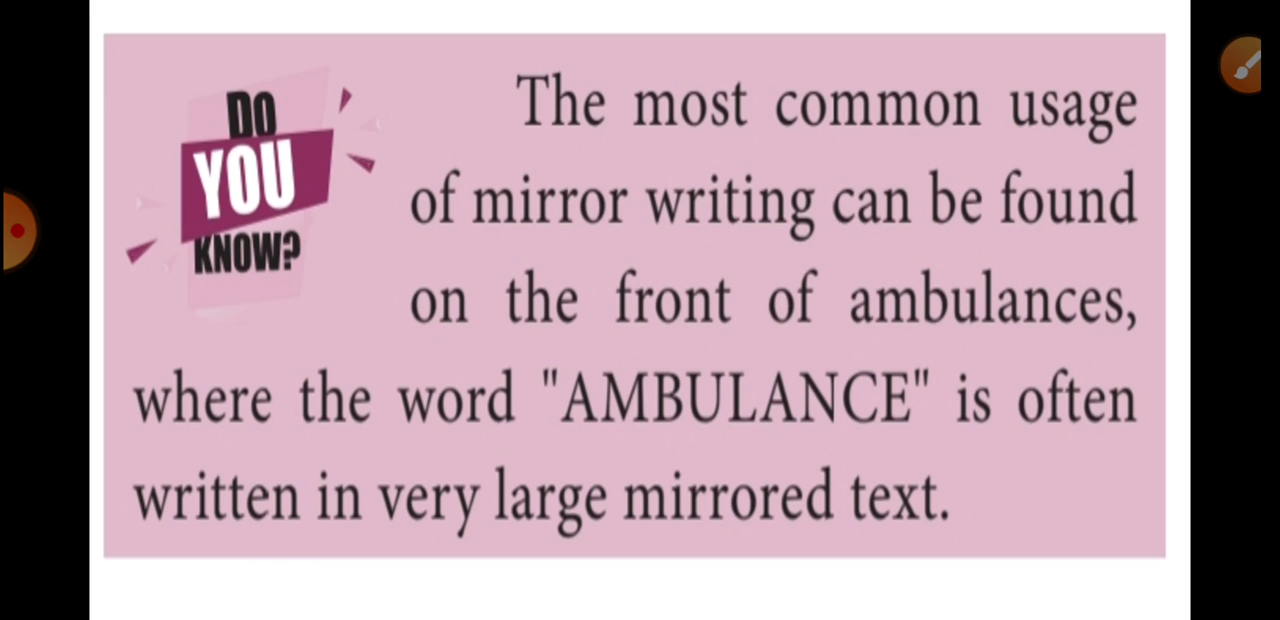 DO
YOU
KNOW?
The most common usage
of mirror writing can be found
on the front of ambulances,
where the word "AMBULANCE" is often
written in very large mirrored text.